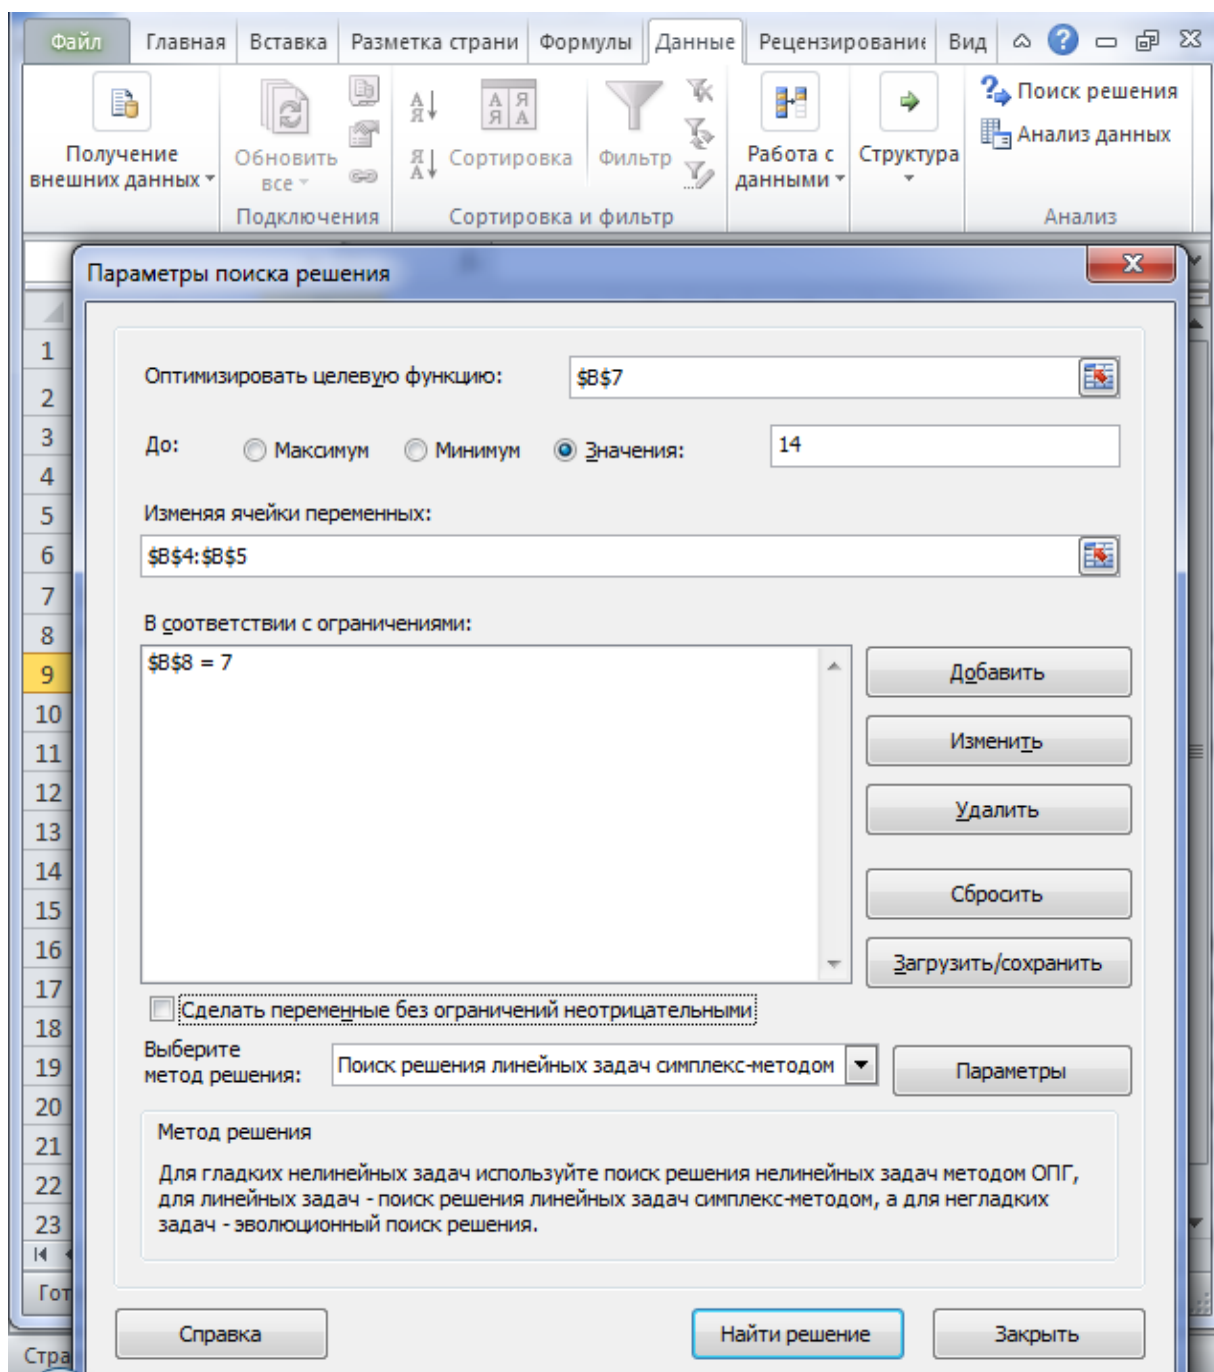 Файл Главная Вставка Разметка страни Формулы Данные Рецензирование Вид
Поиск решения
Анализ данных
Получение
внешних данных
Обновить
все
Сортировка
Фильтр
Работа с
данными
Структура
Подключения
Сортировка и фильтр
Анализ
Параметры поиска решения
1
2
3
4
5
6
7
8
9
10
11
12
13
14
15
16
17
18
19
20
21
22
23
Оптимизировать целевую функцию: $B$7
До: Максимум Минимум Значения: 14
Изменяя ячейки переменных:
$B$4:$B$5
В соответствии с ограничениями:
$B$8 = 7
Добавить
Изменить
Удалить
Сбросить
Загрузить/сохранить
Сделать переменные без ограничений неотрицательными
Выберите
метод решения:
Поиск решения линейных задач симплекс-методом
Параметры
Метод решения
Для гладких нелинейных задач используйте поиск решения нелинейных задач методом ОПГ,
для линейных задач - поиск решения линейных задач симплекс-методом, а для негладких
задач - эволюционный поиск решения.
Гот
Справка Найти решение Закрыть
Стра